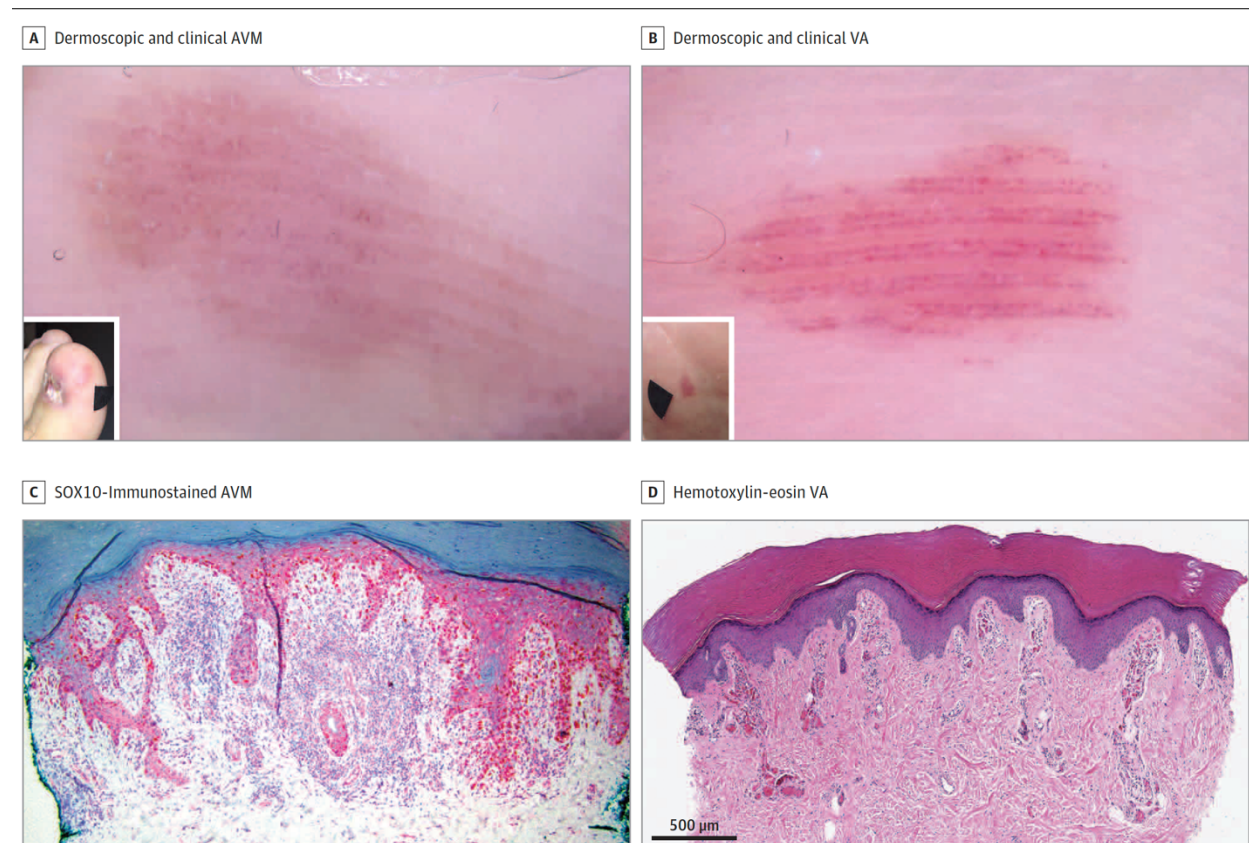 A Dermoscopic and clinical AVM
B Dermoscopic and clinical VA
C SOX10-Immunostained AVM
D Hemotoxylin-eosin VA
500 μm